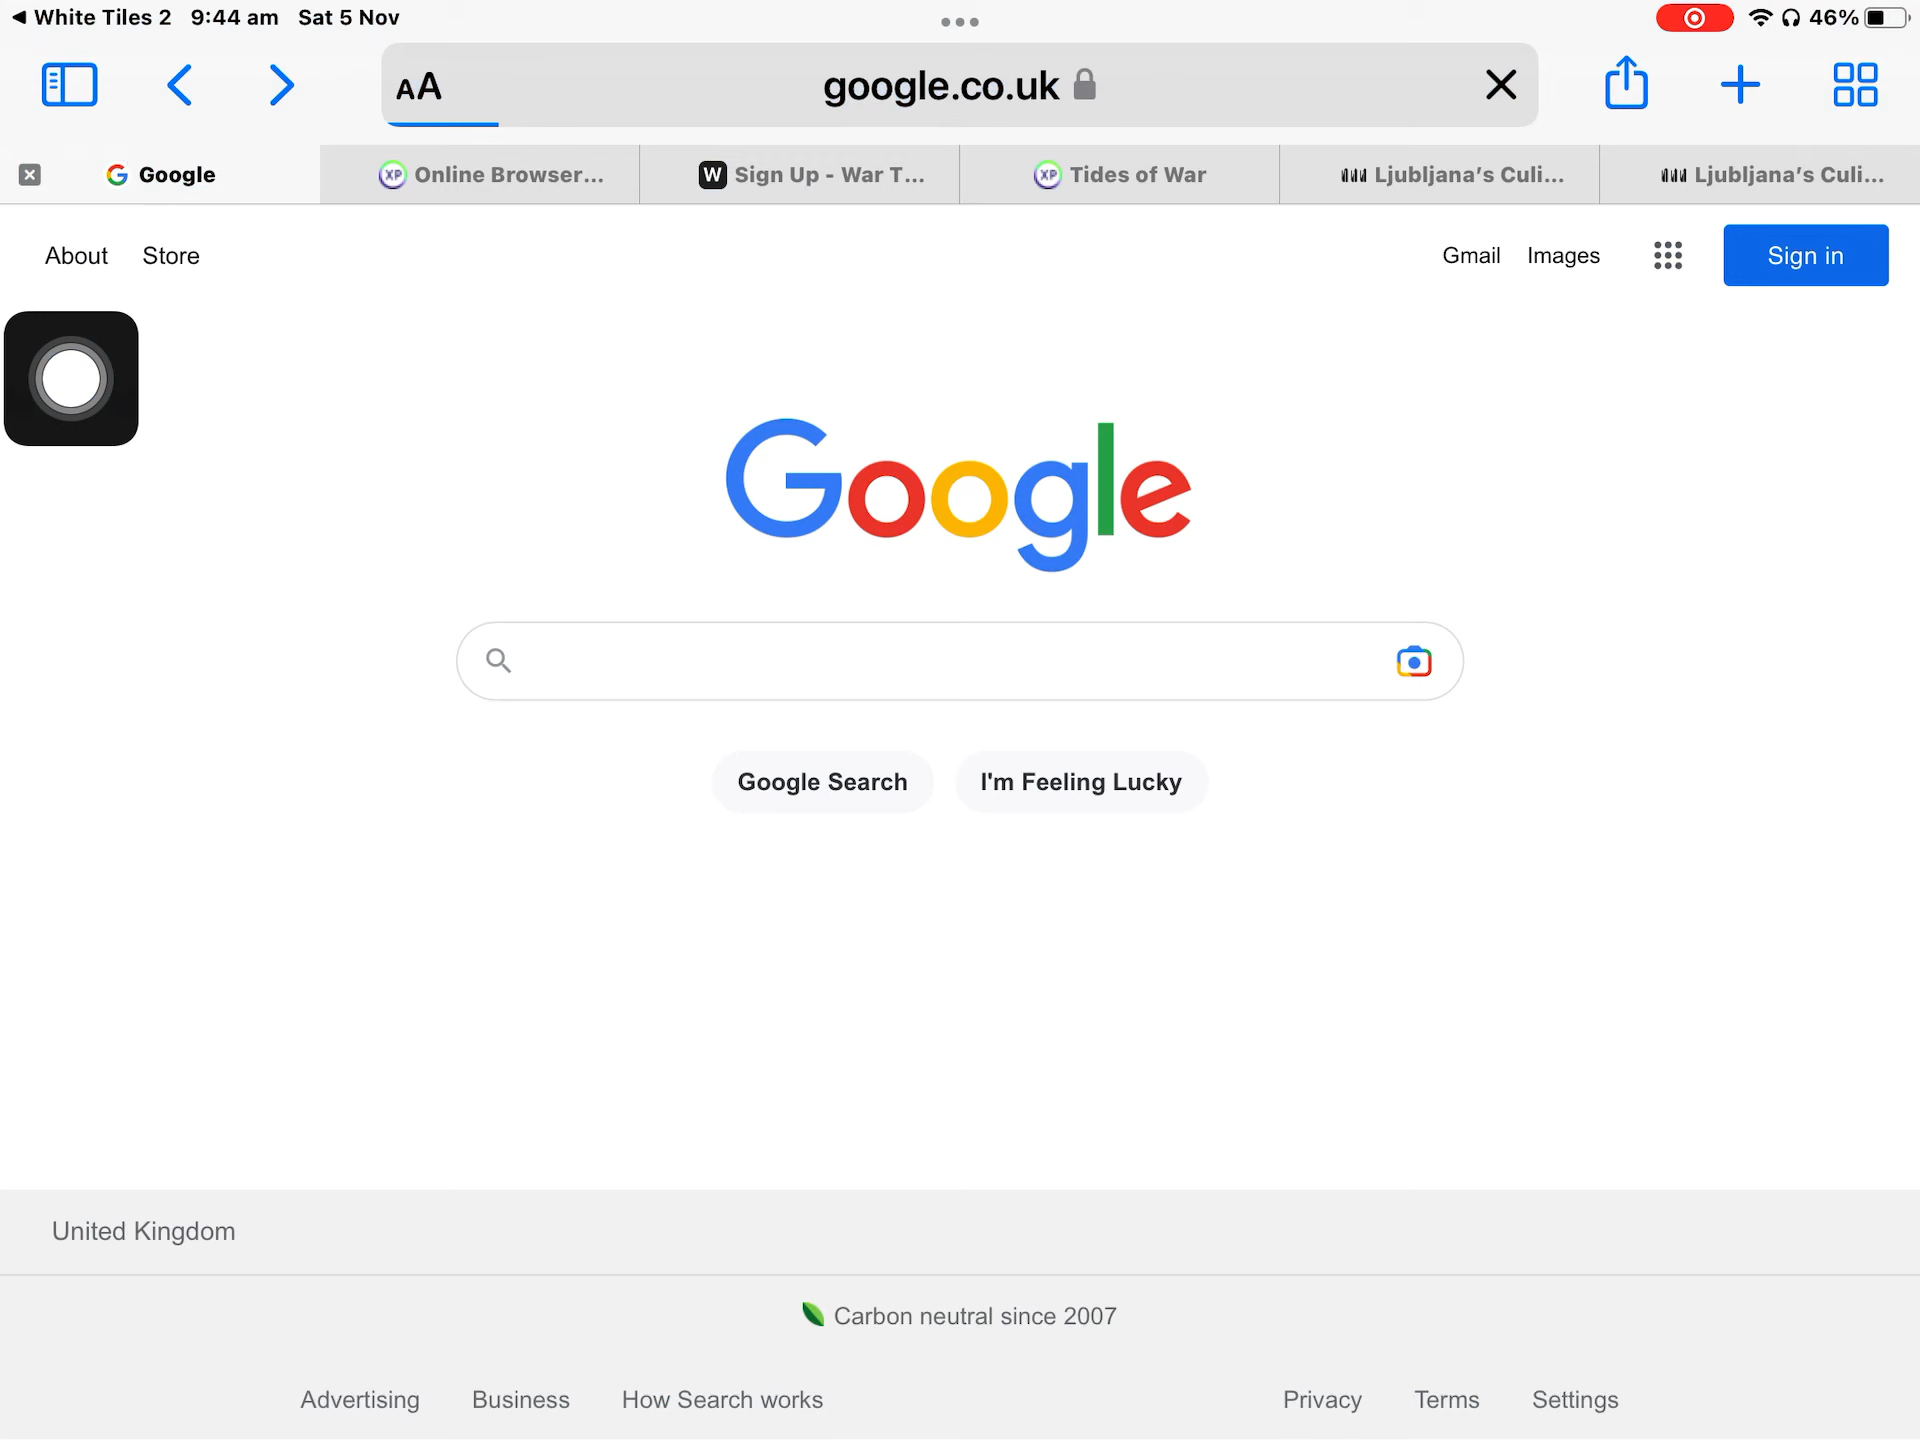 White Tiles 2 9:44 am Sat 5 Nov 46%
AA google.co.uk
Google Online Browser... Sign Up - War T... Tides of War Ljubljana’s Culi... Ljubljana’s Culi...
About Store Gmail Images Sign in
Google
Google Search I'm Feeling Lucky
United Kingdom
Carbon neutral since 2007
Advertising Business How Search works Privacy Terms Settings